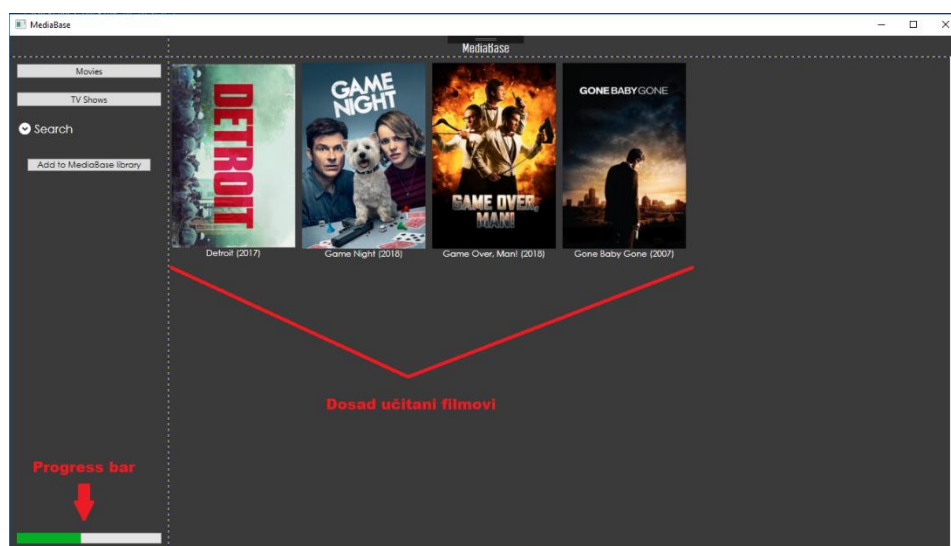 MediaBase
MediaBase
Movies
TV Shows
Search
Add to MediaBase library
DETROIT
GAME
NIGHT
GAME OVER,
MAN!
GONE BABY GONE
Detroit (2017)
Game Night (2018)
Game Over, Man! (2018)
Gone Baby Gone (2007)
Dosad učitani filmovi
Progress bar